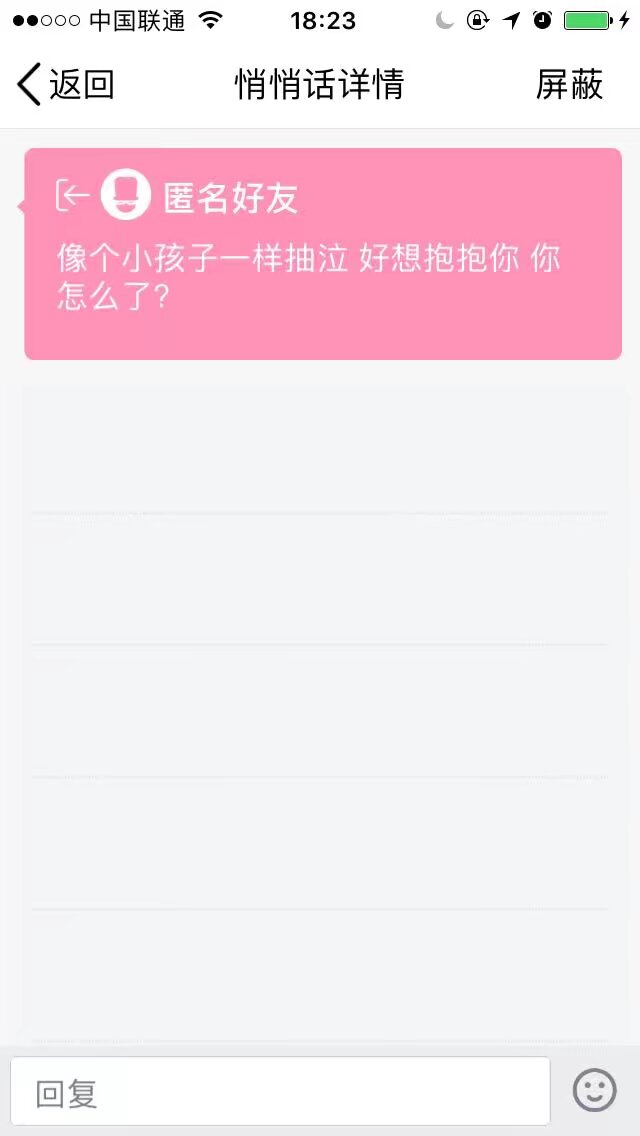 中国联通 18:23
返回 悄悄话详情 屏蔽
匿名好友
像个小孩子一样抽泣 好想抱抱你 你
怎么了?
回复